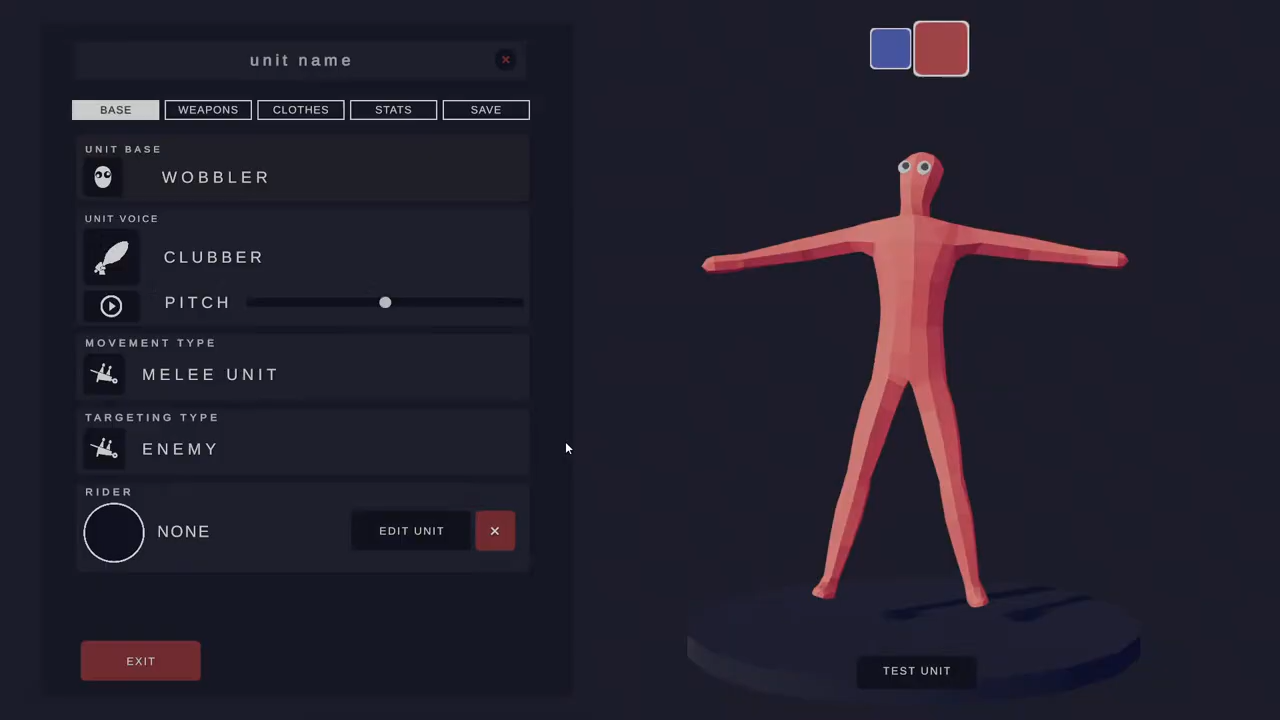 unit name
BASE
WEAPONS
CLOTHES
STATS
SAVE
UNIT BASE
WOBBLER
UNIT VOICE
CLUBBER
PITCH
MOVEMENT TYPE
MELEE UNIT
TARGETING TYPE
ENEMY
RIDER
NONE
EDIT UNIT
EXIT
TEST UNIT